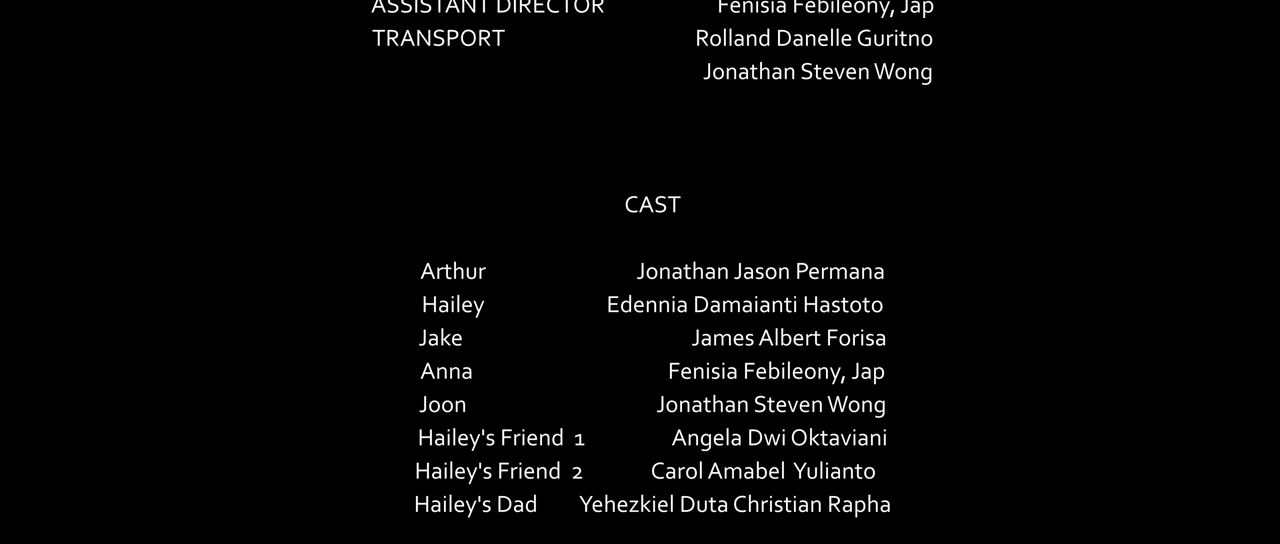 ASSISTANT DIRECTOR Fenisia Febileony, Jap
TRANSPORT Rolland Danelle Guritno
Jonathan Steven Wong
CAST
Arthur Jonathan Jason Permana
Hailey Edennia Damaianti Hastoto
Jake James Albert Forisa
Anna Fenisia Febileony, Jap
Joon Jonathan Steven Wong
Hailey's Friend 1 Angela Dwi Oktaviani
Hailey's Friend 2 Carol Amabel Yulianto
Hailey's Dad Yehezkiel Duta Christian Rapha